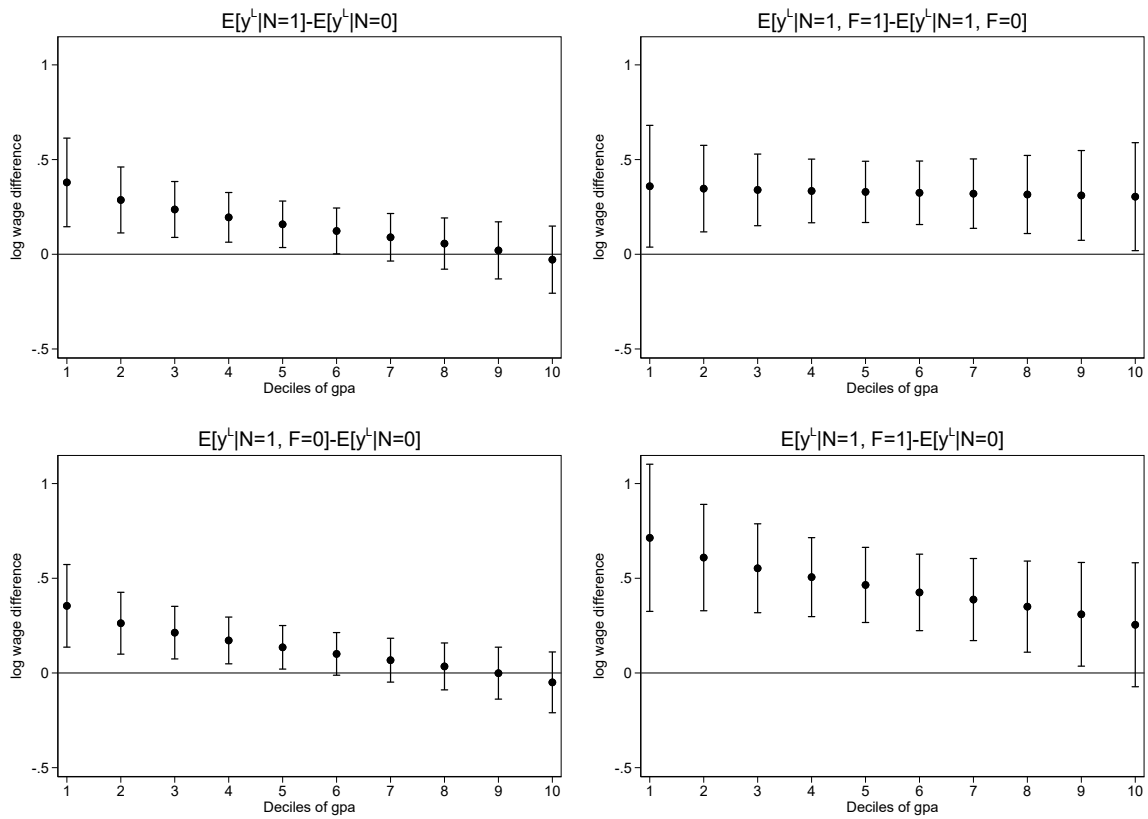 E[y^L|N=1]-E[y^L|N=0]
log wage difference
1
.5
0
-.5
1 2 3 4 5 6 7 8 9 10
Deciles of gpa
E[y^L|N=1, F=1]-E[y^L|N=1, F=0]
log wage difference
1
.5
0
-.5
1 2 3 4 5 6 7 8 9 10
Deciles of gpa
E[y^L|N=1, F=0]-E[y^L|N=0]
log wage difference
1
.5
0
-.5
1 2 3 4 5 6 7 8 9 10
Deciles of gpa
E[y^L|N=1, F=1]-E[y^L|N=0]
log wage difference
1
.5
0
-.5
1 2 3 4 5 6 7 8 9 10
Deciles of gpa